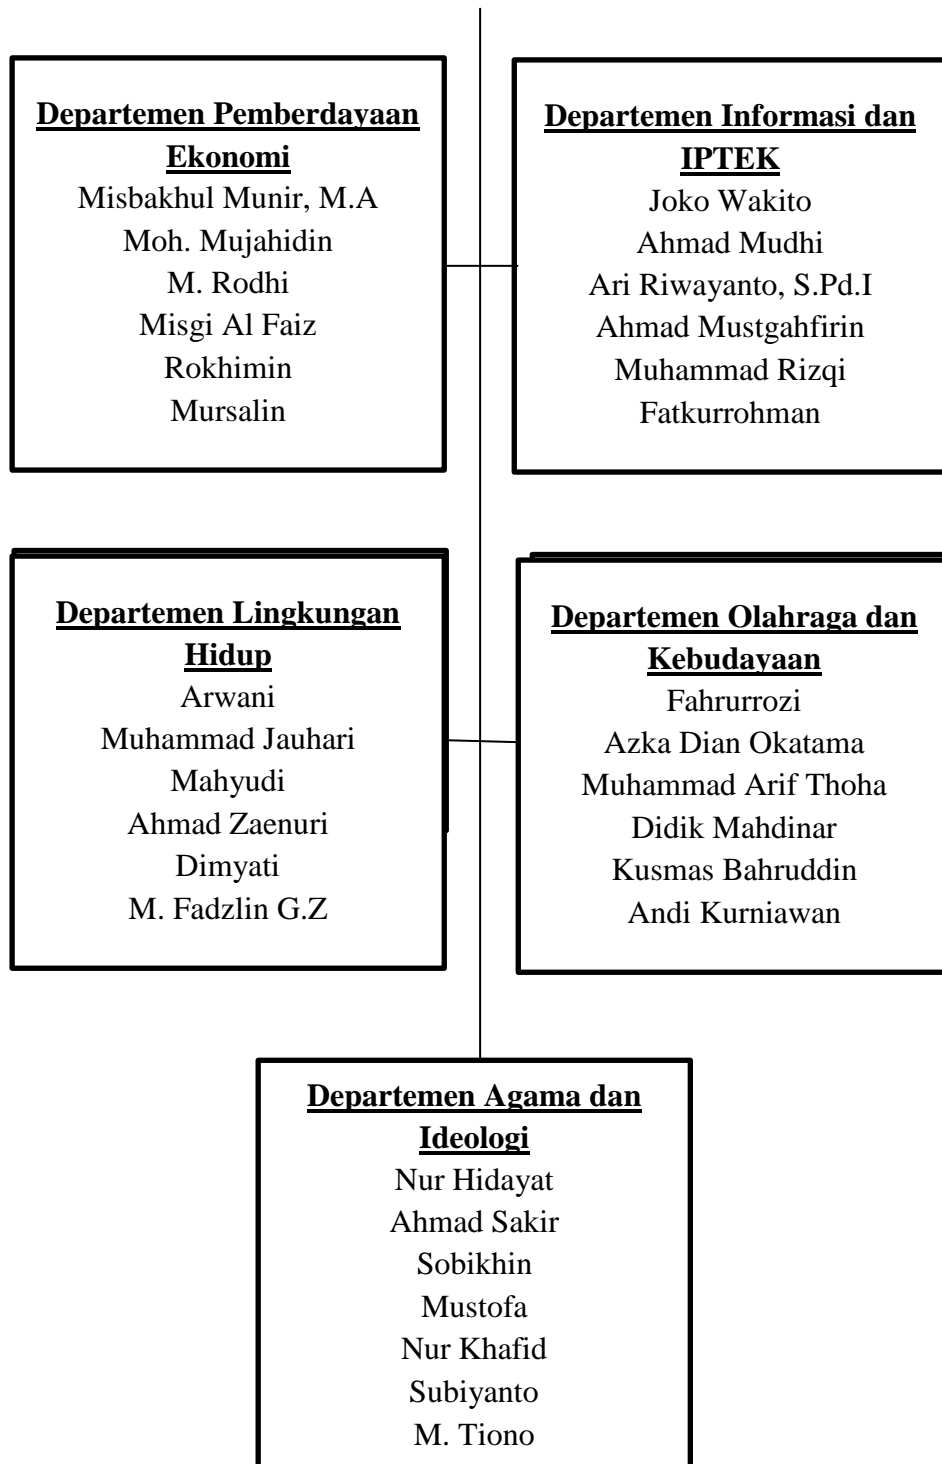 Departemen Pemberdayaan
Ekonomi
Misbakhul Munir, M.A
Moh. Mujahidin
M. Rodhi
Misgi Al Faiz
Rokhimin
Mursalin
Departemen Informasi dan
IPTEK
Joko Wakito
Ahmad Mudhi
Ari Riwayanto, S.Pd.I
Ahmad Mustgahfirin
Muhammad Rizqi
Fatkurrohman
Departemen Lingkungan
Hidup
Arwani
Muhammad Jauhari
Mahyudi
Ahmad Zaenuri
Dimyati
M. Fadzlin G.Z
Departemen Olahraga dan
Kebudayaan
Fahrurrozi
Azka Dian Okatama
Muhammad Arif Thoha
Didik Mahdinar
Kusmas Bahruddin
Andi Kurniawan
Departemen Agama dan
Ideologi
Nur Hidayat
Ahmad Sakir
Sobikhin
Mustofa
Nur Khafid
Subiyanto
M. Tiono